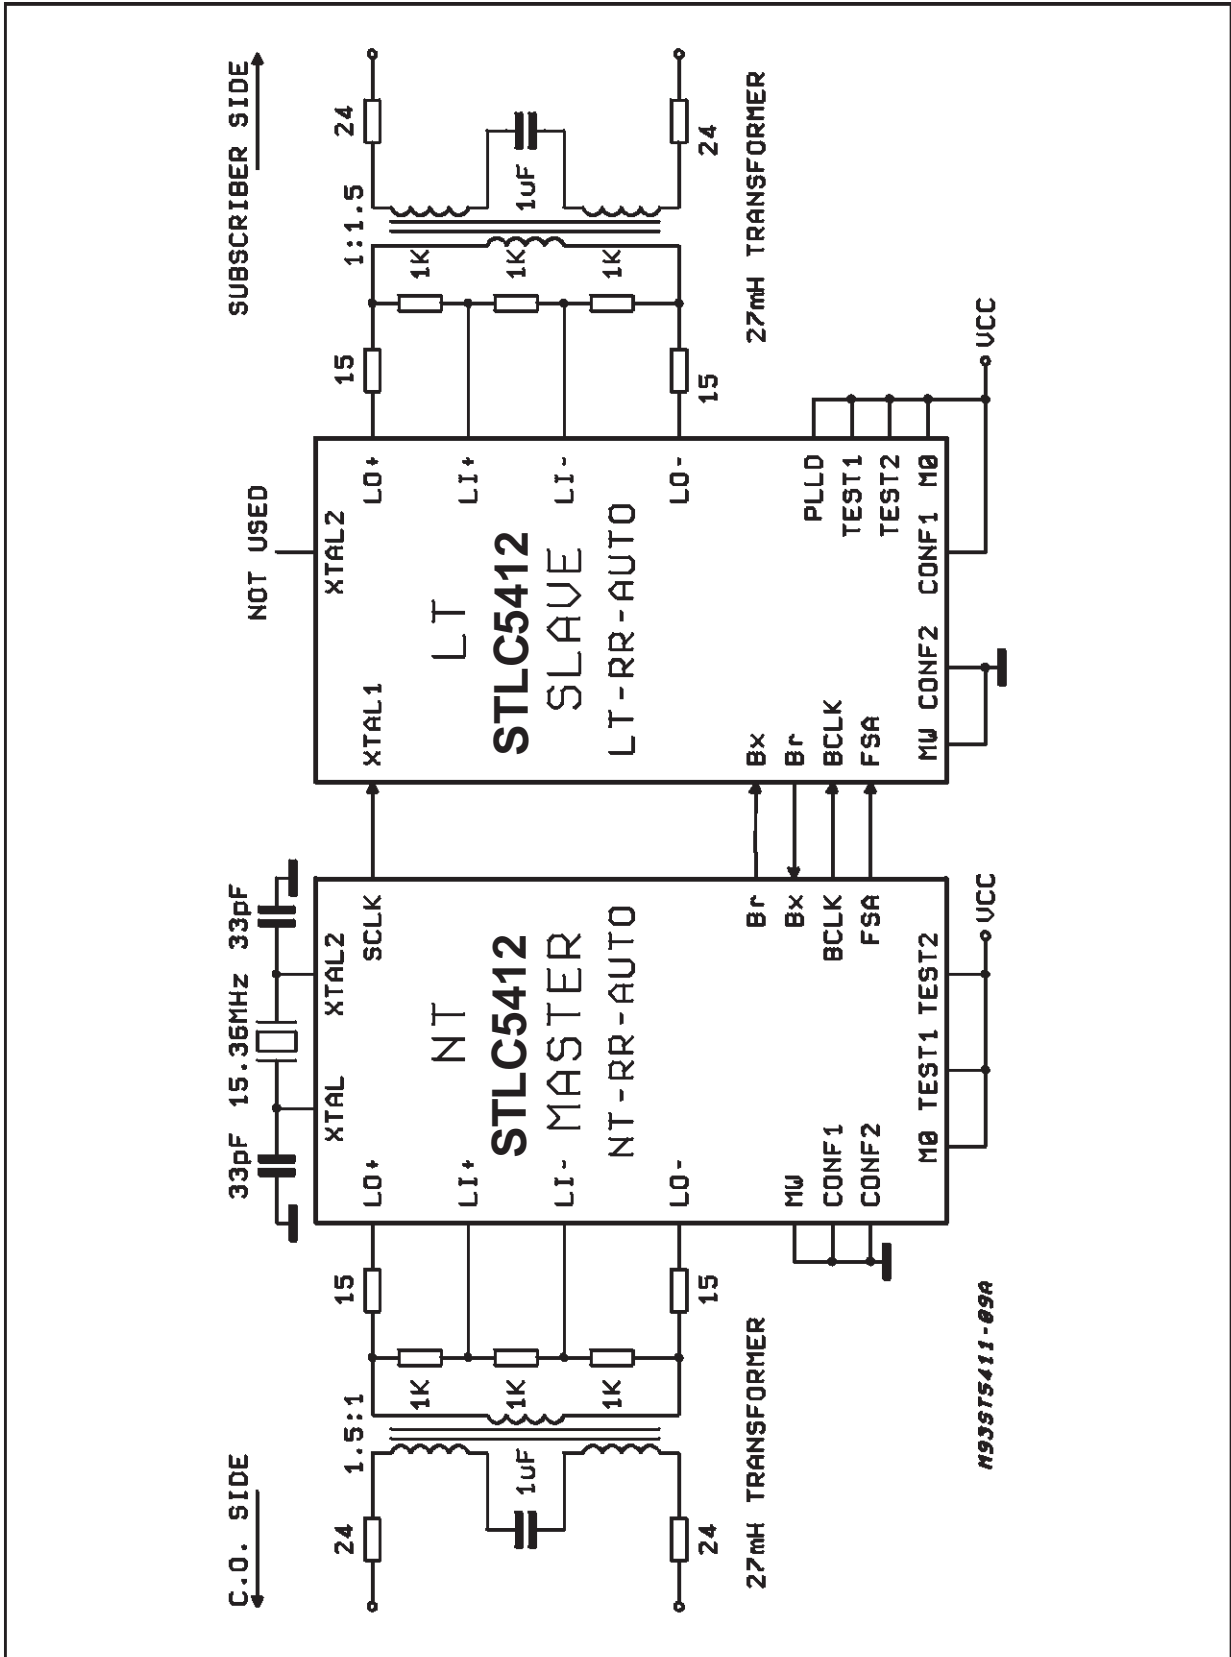 C.O. SIDE
SUBSCRIBER SIDE
33pF 15.36MHz 33pF
NOT USED
1.5:1
1:1.5
24
15
15
24
XTAL
XTAL2
XTAL1
XTAL2
LO+
SCLK
LO+
1K
LI+
NT
LT
LI+
1K
1uF
1K
STLC5412
STLC5412
1K
1uF
LI-
MASTER
SLAVE
LI-
1K
1K
NT-RR-AUTO
LT-RR-AUTO
LO-
LO-
24
15
15
24
27mH TRANSFORMER
27mH TRANSFORMER
Br
Bx
MW
Bx
Br
PLLD
CONF1
BCLK
BCLK
TEST1
CONF2
FSA
FSA
TEST2
M0 TEST1 TEST2
MW CONF2 CONF1 M0
VCC
VCC
M93ST5411-09A